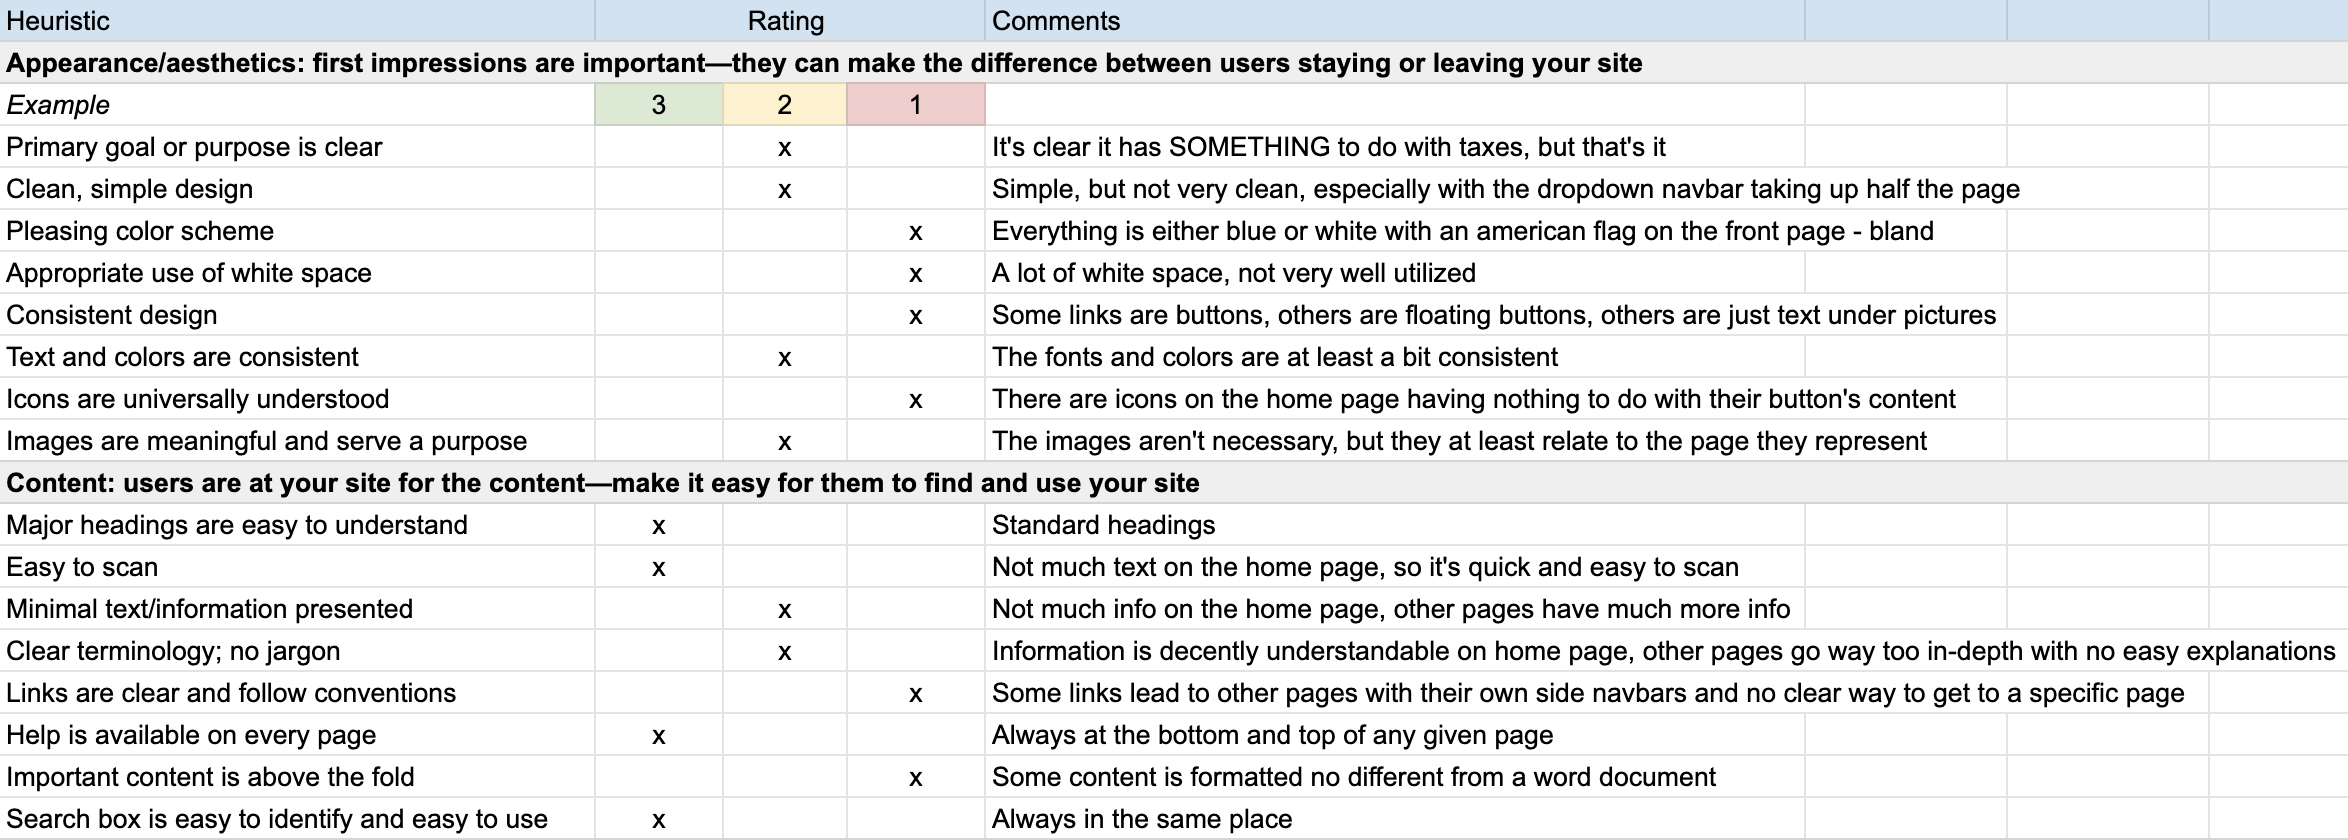 Heuristic Rating Comments
Appearance/aesthetics: first impressions are important—they can make the difference between users staying or leaving your site
Example 3 2 1
Primary goal or purpose is clear x It's clear it has SOMETHING to do with taxes, but that's it
Clean, simple design x Simple, but not very clean, especially with the dropdown navbar taking up half the page
Pleasing color scheme x Everything is either blue or white with an american flag on the front page - bland
Appropriate use of white space x A lot of white space, not very well utilized
Consistent design x Some links are buttons, others are floating buttons, others are just text under pictures
Text and colors are consistent x The fonts and colors are at least a bit consistent
Icons are universally understood x There are icons on the home page having nothing to do with their button's content
Images are meaningful and serve a purpose x The images aren't necessary, but they at least relate to the page they represent
Content: users are at your site for the content—make it easy for them to find and use your site
Major headings are easy to understand x Standard headings
Easy to scan x Not much text on the home page, so it's quick and easy to scan
Minimal text/information presented x Not much info on the home page, other pages have much more info
Clear terminology; no jargon x Information is decently understandable on home page, other pages go way too in-depth with no easy explanations
Links are clear and follow conventions x Some links lead to other pages with their own side navbars and no clear way to get to a specific page
Help is available on every page x Always at the bottom and top of any given page
Important content is above the fold x Some content is formatted no different from a word document
Search box is easy to identify and easy to use x Always in the same place